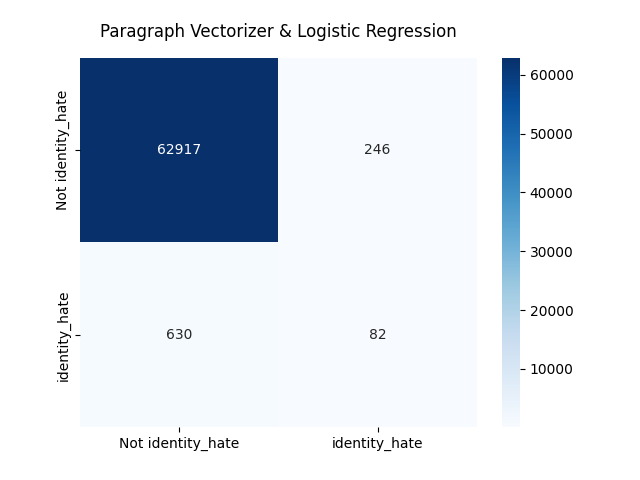 Paragraph Vectorizer & Logistic Regression
Not identity_hate
identity_hate
62917
246
630
82
Not identity_hate
identity_hate
60000
50000
40000
30000
20000
10000